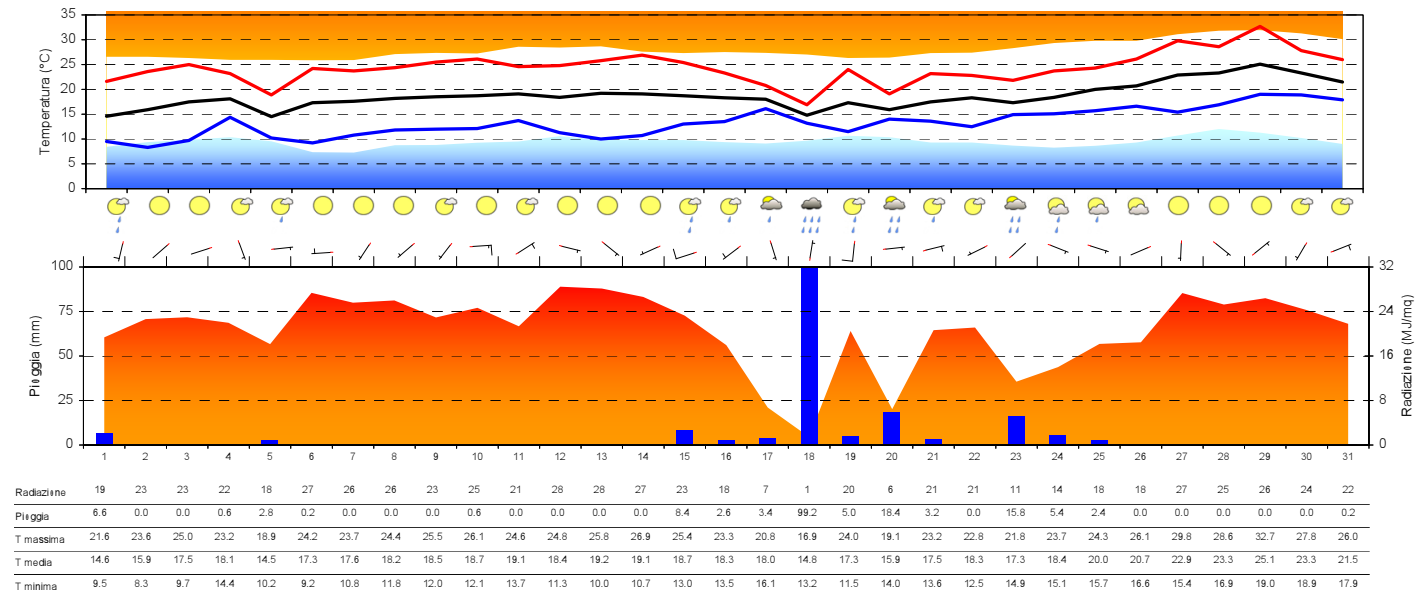 35
30
25
20
15
10
5
0
Temperatura (°C)
100
75
50
25
0
Pioggia (mm)
32
24
16
8
0
Radiazione (MJ/mq)
1 2 3 4 5 6 7 8 9 10 11 12 13 14 15 16 17 18 19 20 21 22 23 24 25 26 27 28 29 30 31
Radiazione 19 23 23 22 18 27 26 26 23 25 21 28 28 27 23 18 7 1 20 6 21 21 11 14 18 18 27 25 26 24 22
Pioggia 6.6 0.0 0.0 0.6 2.8 0.2 0.0 0.0 0.0 0.6 0.0 0.0 0.0 0.0 8.4 2.6 3.4 99.2 5.0 18.4 3.2 0.0 15.8 5.4 2.4 0.0 0.0 0.0 0.0 0.0 0.2
T massima 21.6 23.6 25.0 23.2 18.9 24.2 23.7 24.4 25.5 26.1 24.6 24.8 25.8 26.9 25.4 23.3 20.8 16.9 24.0 19.1 23.2 22.8 21.8 23.7 24.3 26.1 29.8 28.6 32.7 27.8 26.0
T media 14.6 15.9 17.5 18.1 14.5 17.3 17.6 18.2 18.5 18.7 19.1 18.4 19.2 19.1 18.7 18.3 18.0 14.8 17.3 15.9 17.5 18.3 17.3 18.4 20.0 20.7 22.9 23.3 25.1 23.3 21.5
T minima 9.5 8.3 9.7 14.4 10.2 9.2 10.8 11.8 12.0 12.1 13.7 11.3 10.0 10.7 13.0 13.5 16.1 13.2 11.5 14.0 13.6 12.5 14.9 15.1 15.7 16.6 15.4 16.9 19.0 18.9 17.9